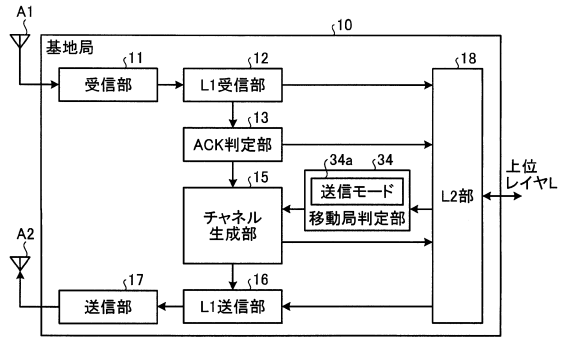 A1
10
基地局
11
受信部
12
L1受信部
18
13
ACK判定部
34a
34
送信モード
移動局判定部
15
チャネル
生成部
L2部
上位
レイヤL
A2
17
送信部
16
L1送信部